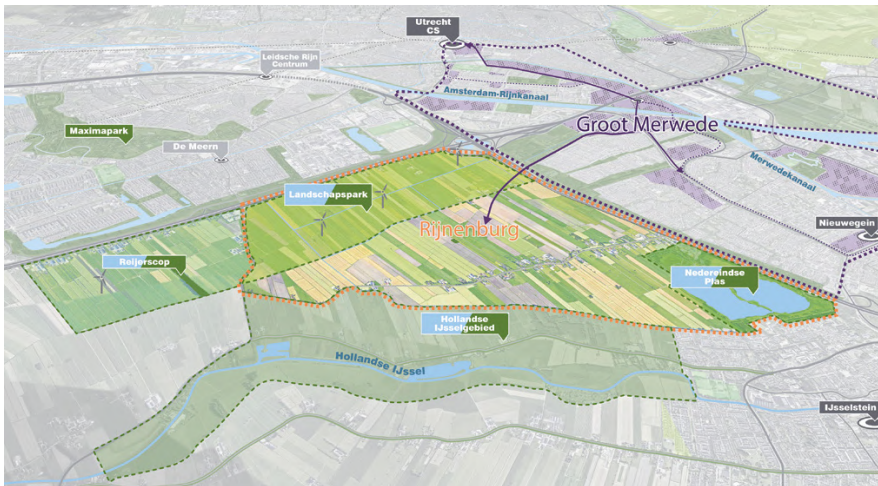 Utrecht
CS
Leidsche Rijn
Centrum
Amsterdam-Rijnkanaal
Groot Merwede
Maximapark
De Meern
Merwedekanaal
Landschapspark
Nieuwegein
Rijnenburg
Reijerscop
Nedereindse
Plas
Hollandse
IJsselgebied
Hollandse IJssel
IJsselstein